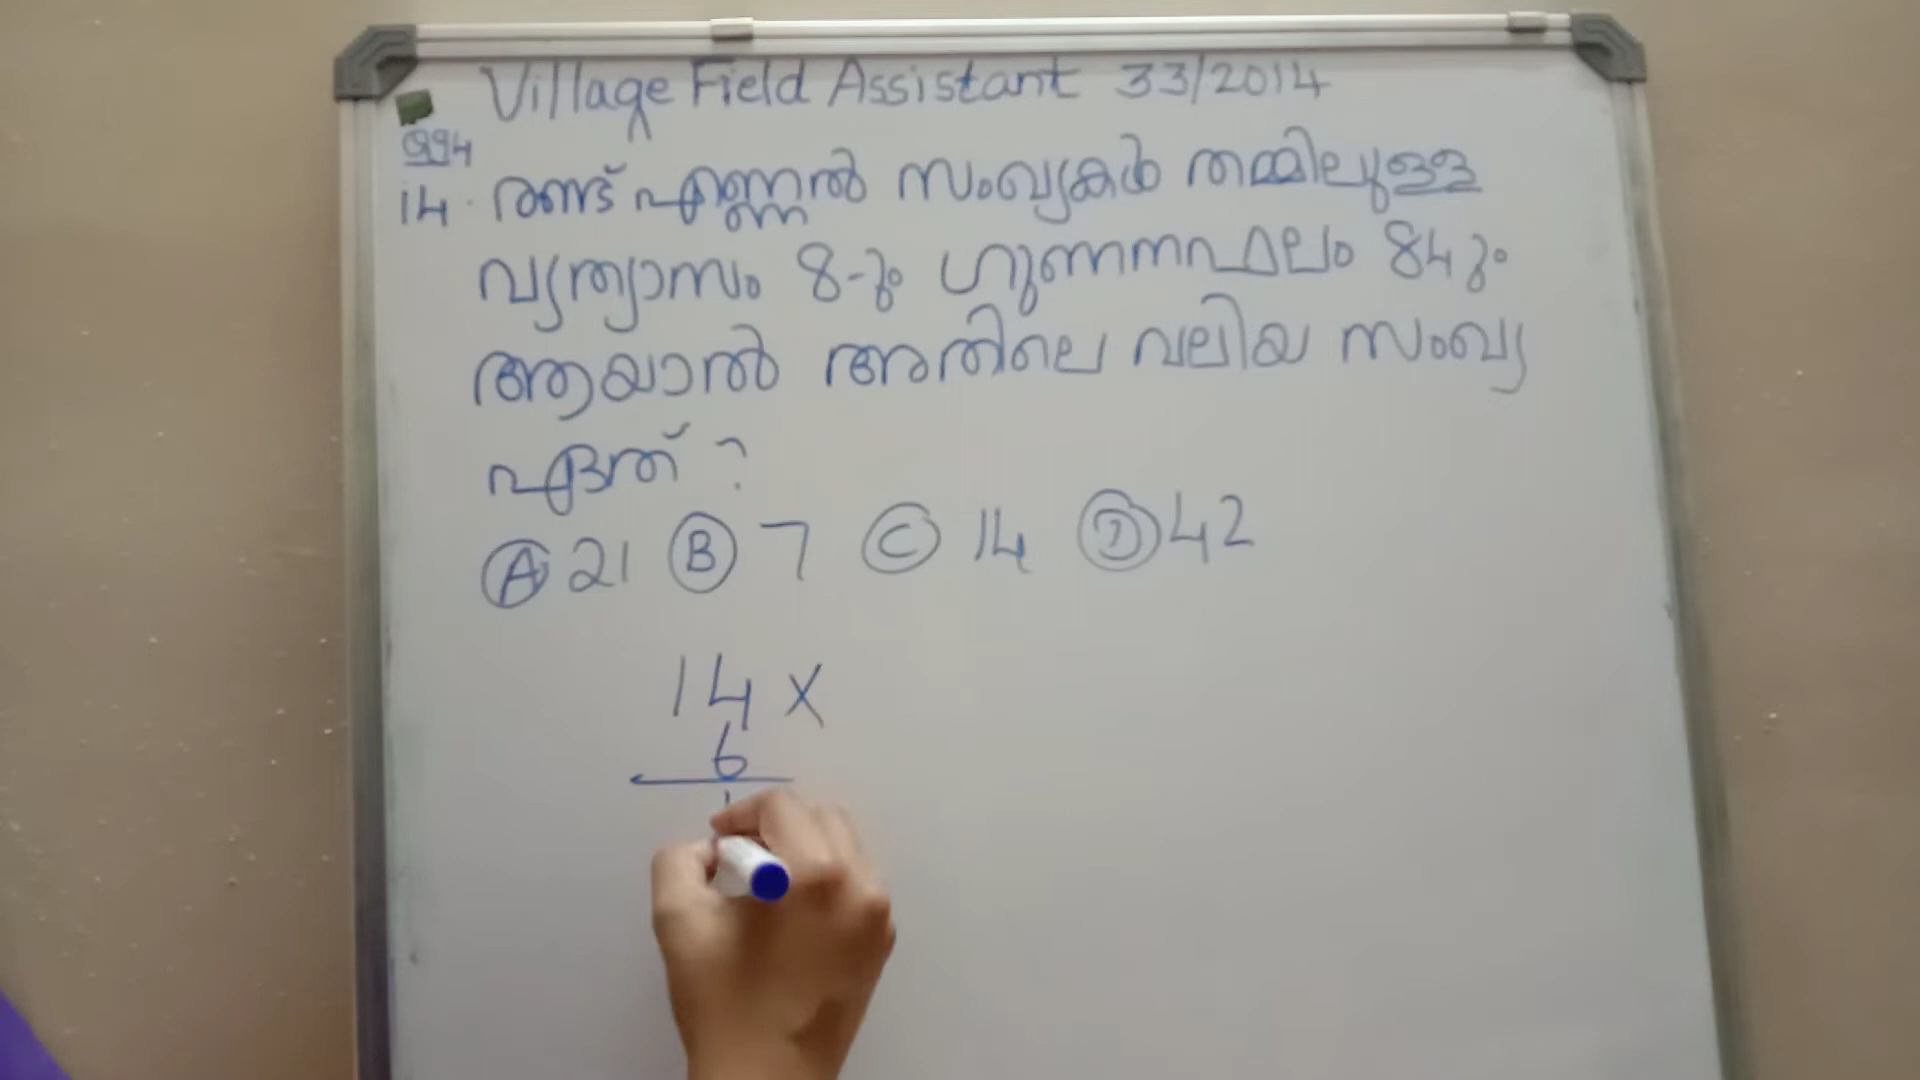 Village Field Assistant 33/2014
994
14. രണ്ട് എണ്ണൽ സംഖ്യകൾ തമ്മിലുള്ള
വ്യത്യാസം 8-ഉം ഗുണനഫലം 84ഉം
ആയാൽ അതിലെ വലിയ സംഖ്യ
ഏത് ?
A 21 B 7 C 14 D 42
14 X
6